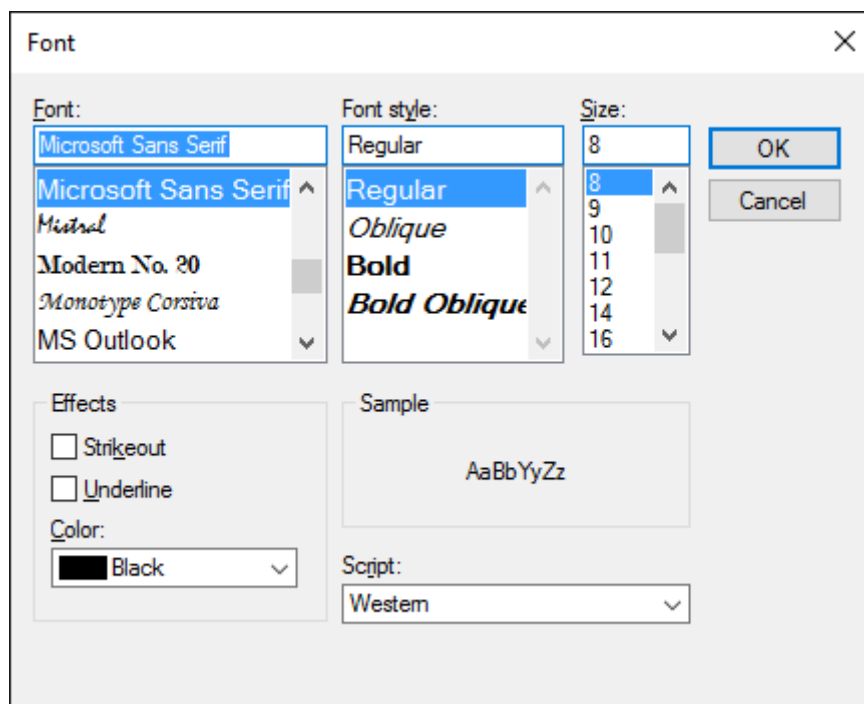 Font
Font:
Font style:
Size:
Microsoft Sans Serif
Regular
8
OK
Cancel
Microsoft Sans Serif
Mistral
Modern No. 20
Monotype Corsiva
MS Outlook
Regular
Oblique
Bold
Bold Oblique
8
9
10
11
12
14
16
Effects
Strikeout
Underline
Color:
Black
Sample
AaBbYyZz
Script:
Western